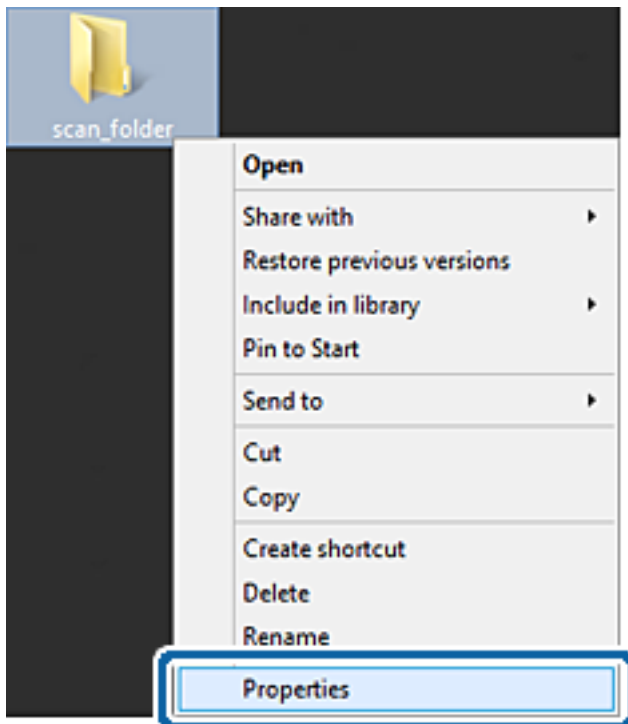 scan_folder
Open
Share with
Restore previous versions
Include in library
Pin to Start
Send to
Cut
Copy
Create shortcut
Delete
Rename
Properties